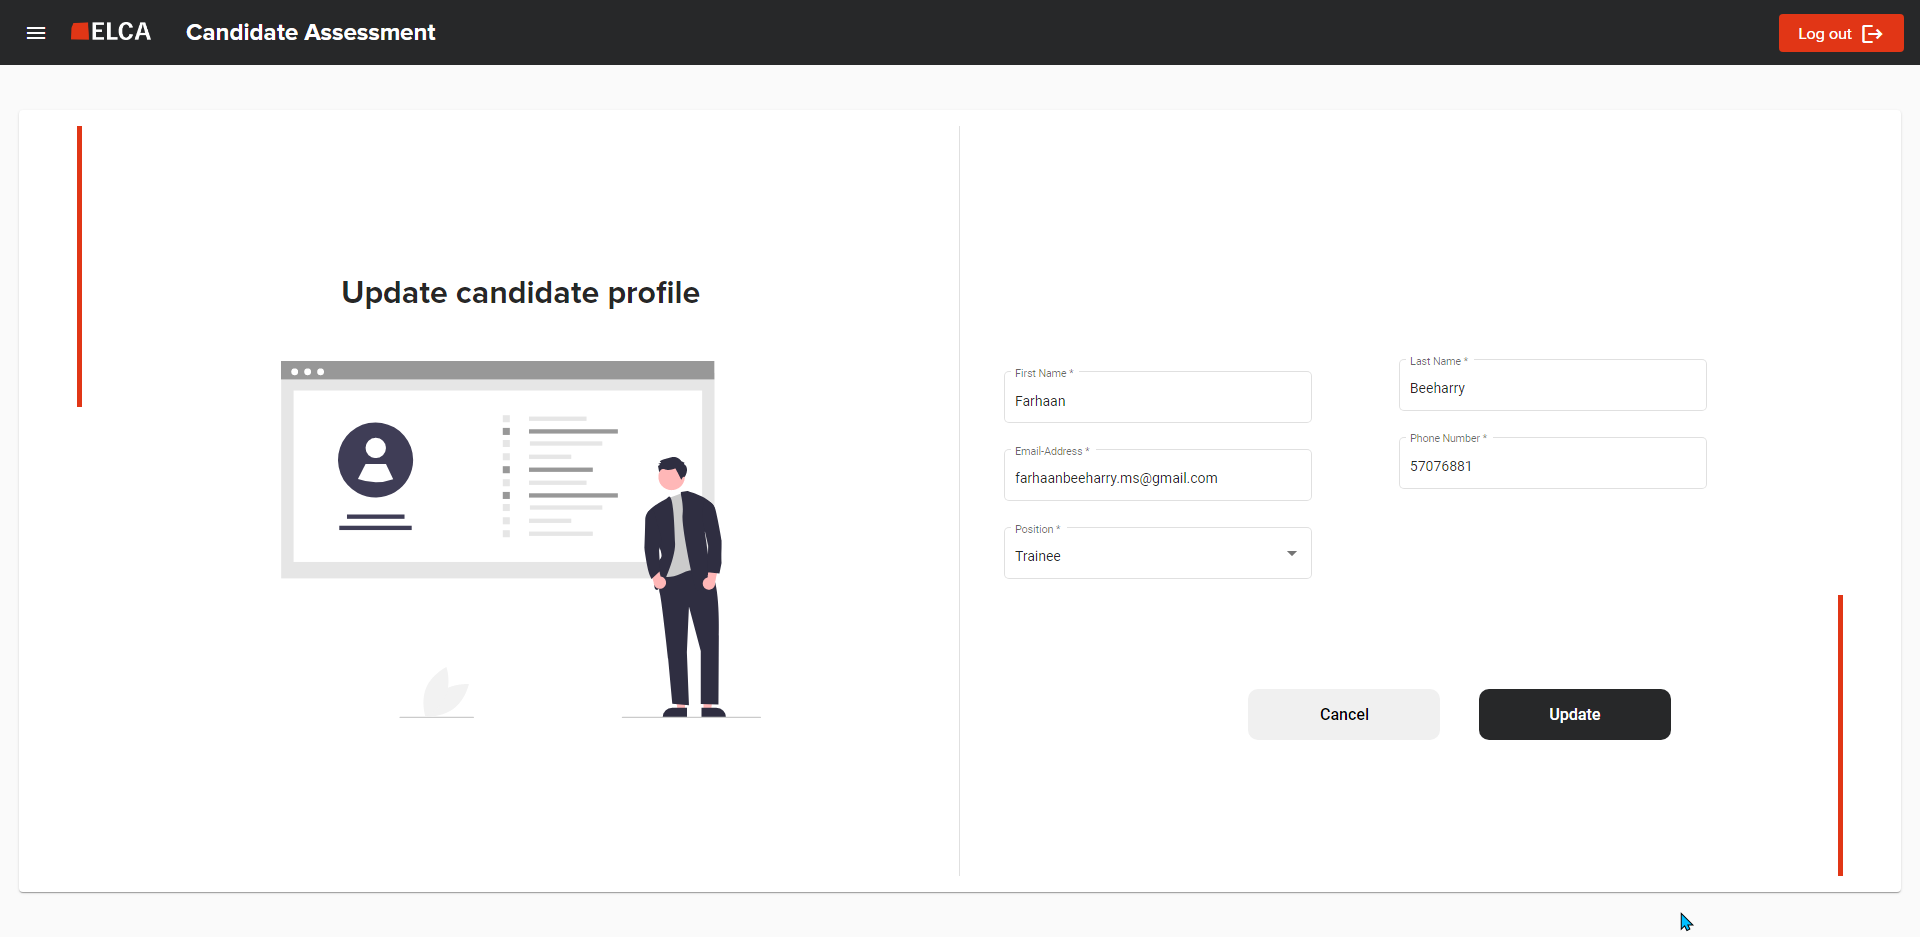 ELCA
Candidate Assessment
Log out
Update candidate profile
First Name *
Farhaan
Last Name *
Beeharry
Email-Address *
farhaanbeeharry.ms@gmail.com
Phone Number *
57076881
Position *
Trainee
Cancel
Update